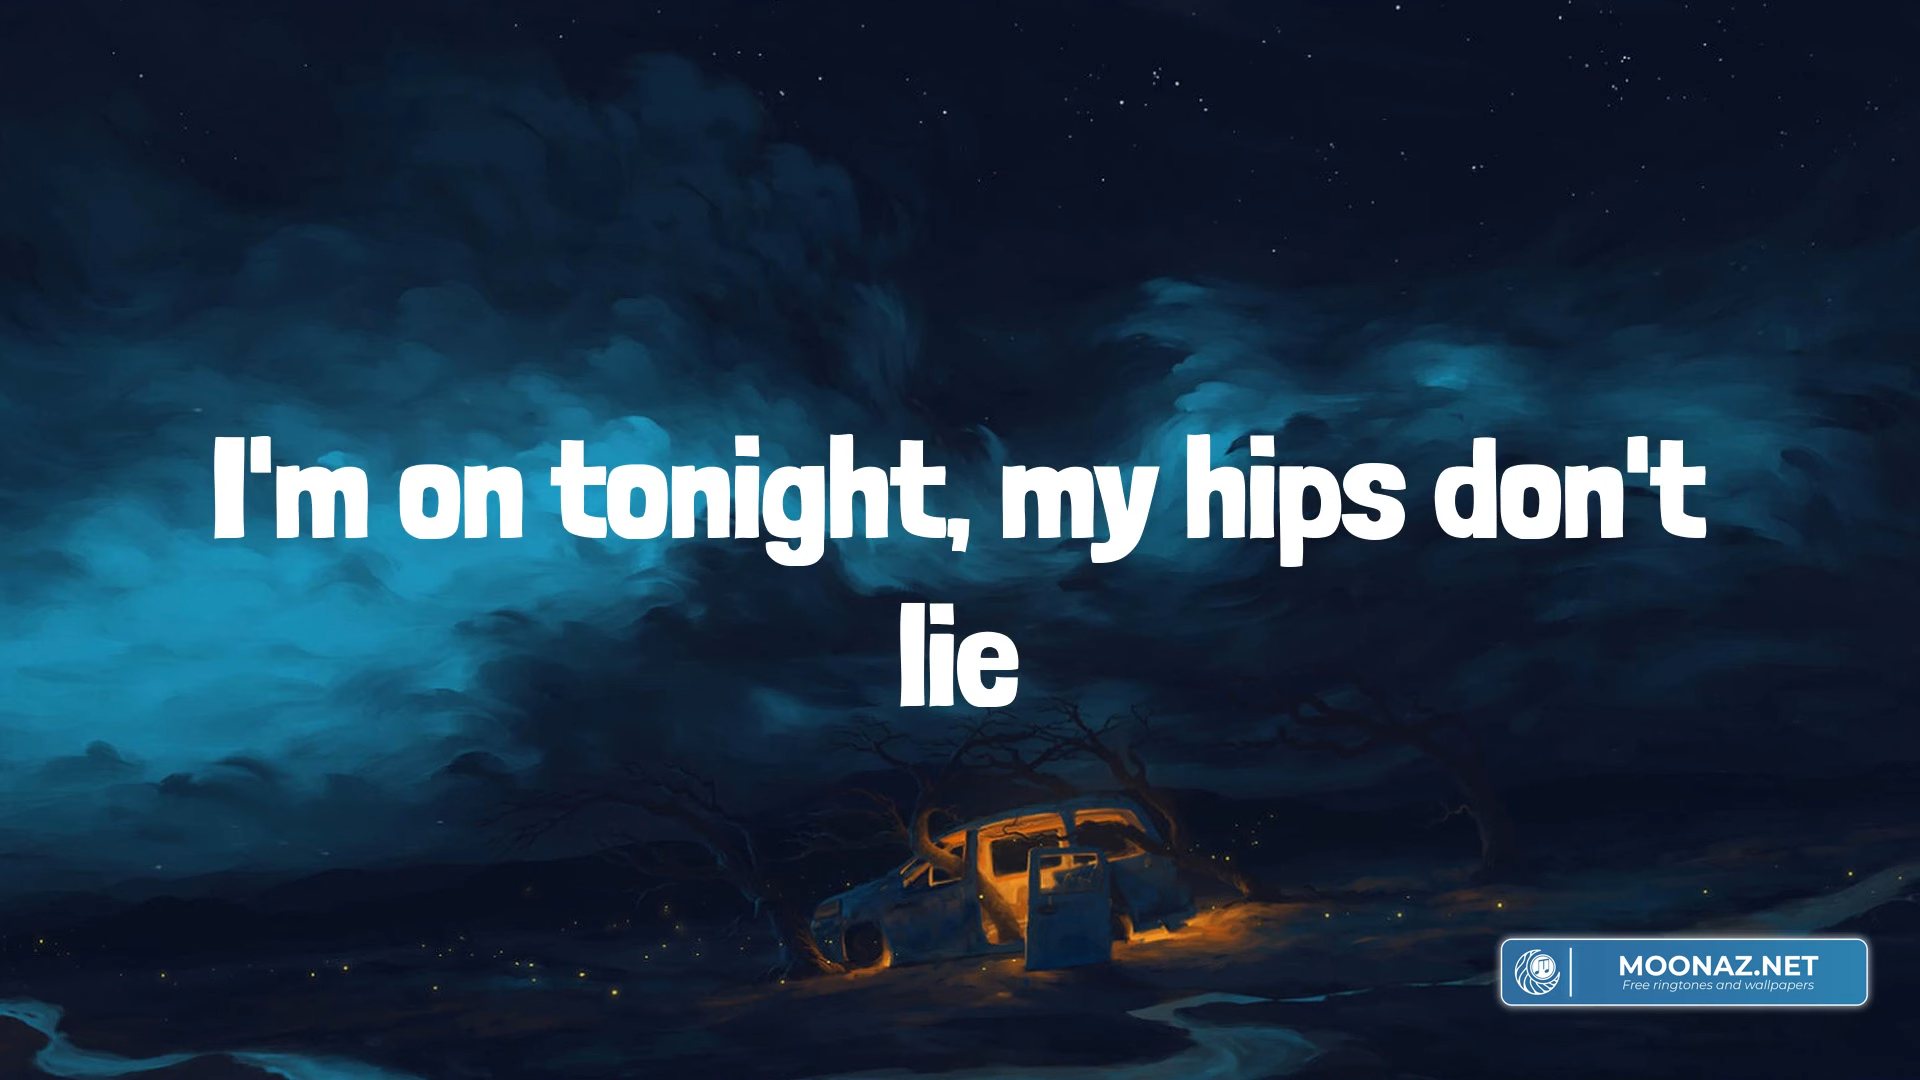 I'm on tonight, my hips don't
lie
MOONAZ.NET
Free ringtones and wallpapers